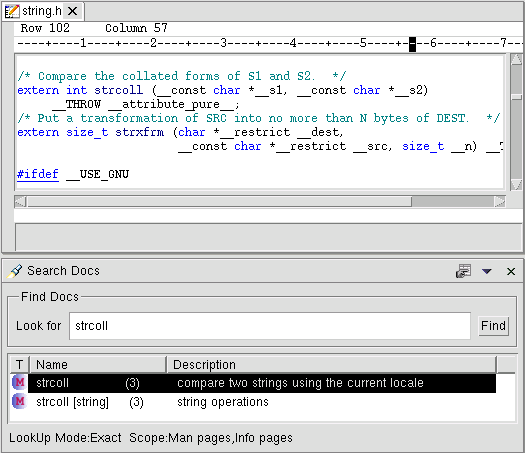 string.h
Row 102 Column 57
----+----1----+----2----+----3----+----4----+----5----+-█--6----+----7--
/* Compare the collated forms of S1 and S2.  */
extern int strcoll (__const char *__s1, __const char *__s2)
__THROW __attribute_pure__;
/* Put a transformation of SRC into no more than N bytes of DEST.  */
extern size_t strxfrm (char *__restrict __dest,
__const char *__restrict __src, size_t __n) __T
#ifdef __USE_GNU
Search Docs
Find Docs
Look for strcoll Find
T Name Description
M strcoll (3) compare two strings using the current locale
M strcoll [string] (3) string operations
LookUp Mode:Exact Scope:Man pages,Info pages